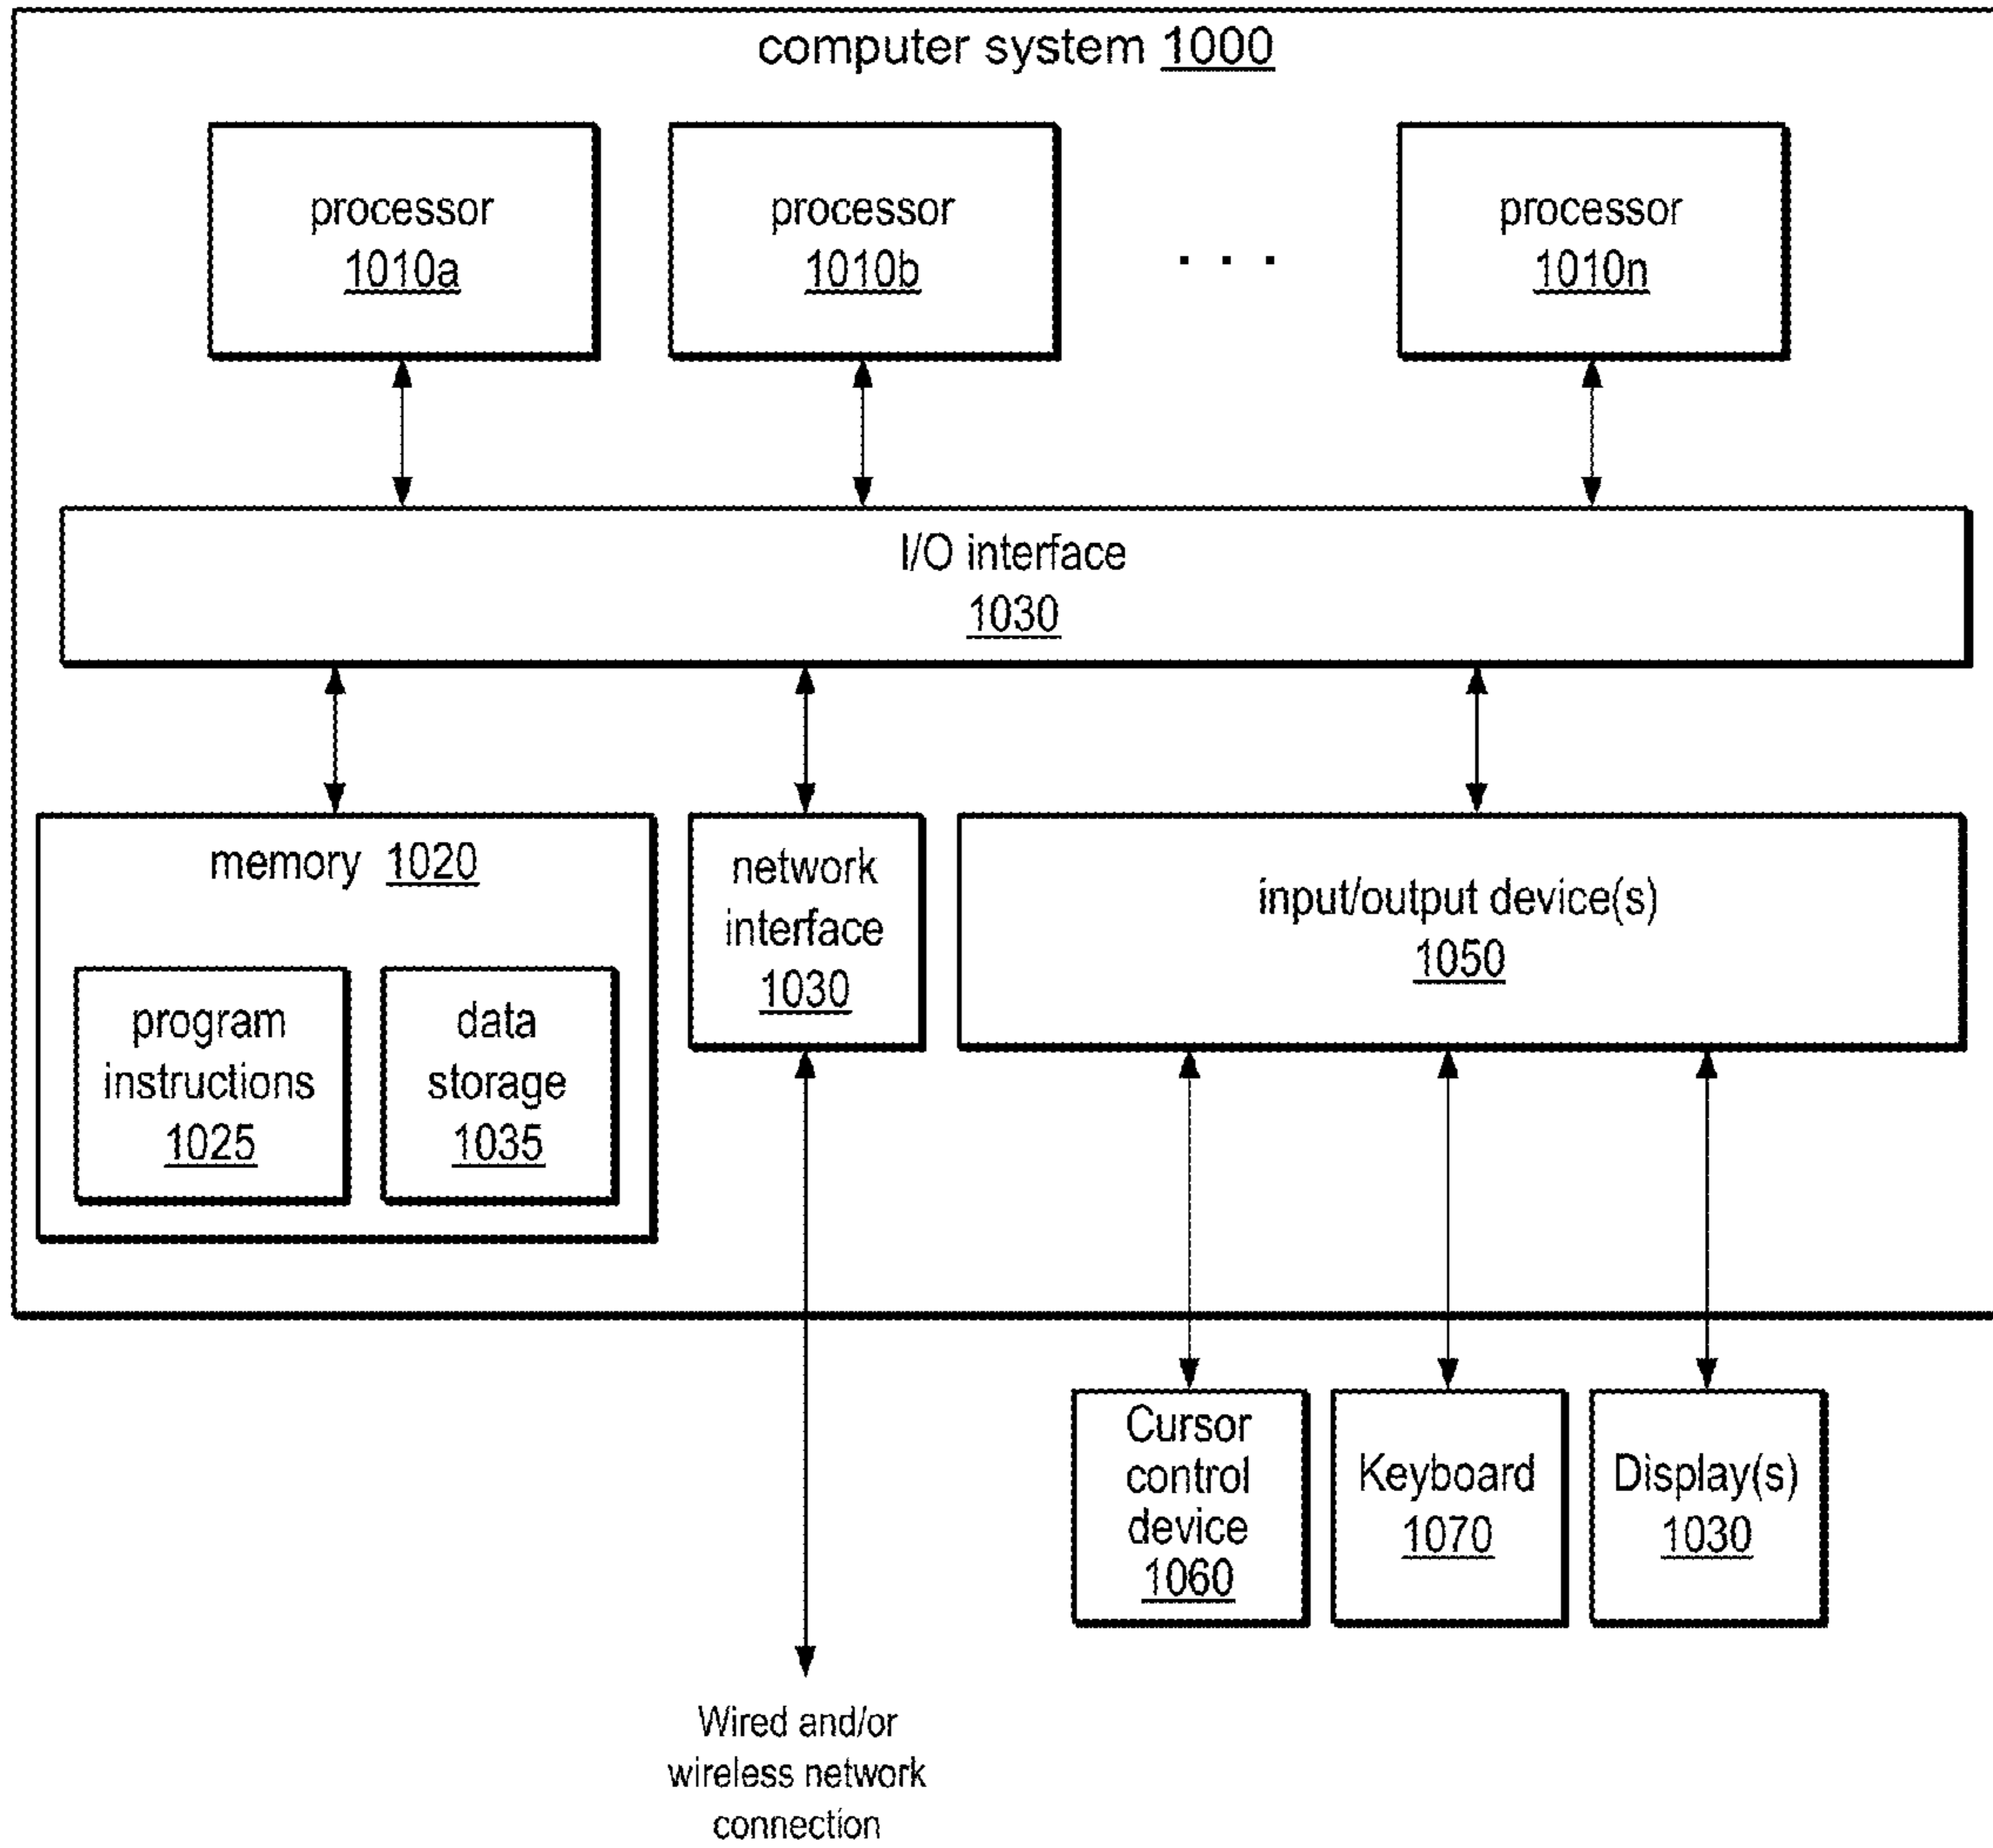 computer system 1000
processor
1010a
processor
1010b
. . .
processor
1010n
I/O interface
1030
memory 1020
program
instructions
1025
data
storage
1035
network
interface
1030
input/output device(s)
1050
Cursor
control
device
1060
Keyboard
1070
Display(s)
1030
Wired and/or
wireless network
connection